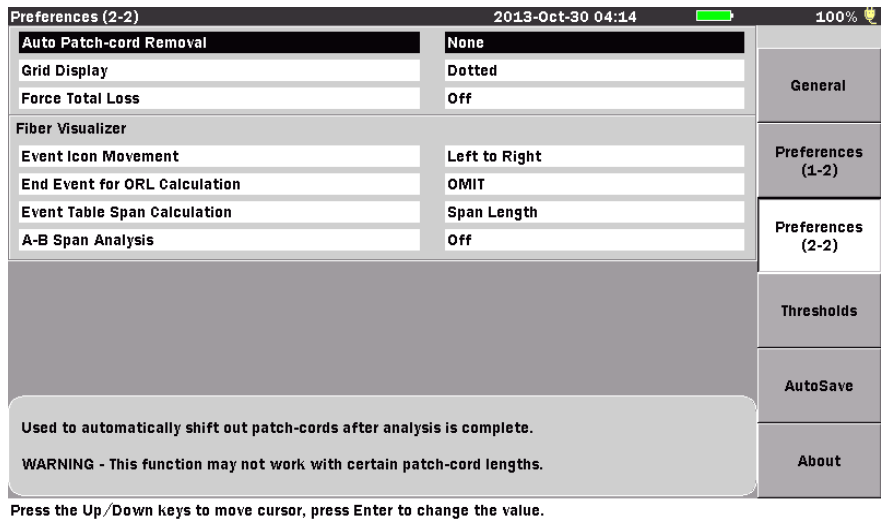 Preferences (2-2) 2013-Oct-30 04:14 100%
Auto Patch-cord Removal None
Grid Display Dotted
Force Total Loss Off
Fiber Visualizer
Event Icon Movement Left to Right
End Event for ORL Calculation OMIT
Event Table Span Calculation Span Length
A-B Span Analysis Off
General
Preferences
(1-2)
Preferences
(2-2)
Thresholds
AutoSave
About
Used to automatically shift out patch-cords after analysis is complete.
WARNING - This function may not work with certain patch-cord lengths.
Press the Up/Down keys to move cursor, press Enter to change the value.